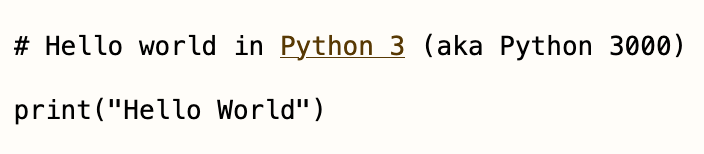 # Hello world in Python 3 (aka Python 3000)
print("Hello World")